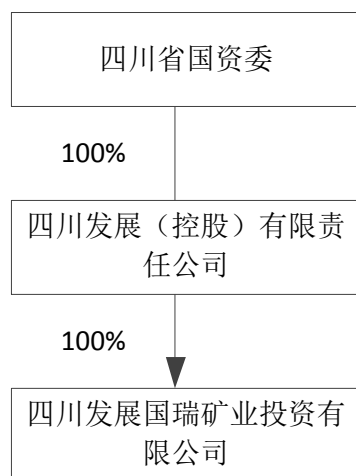 四川省国资委
100%
四川发展（控股）有限责
任公司
100%
四川发展国瑞矿业投资有
限公司